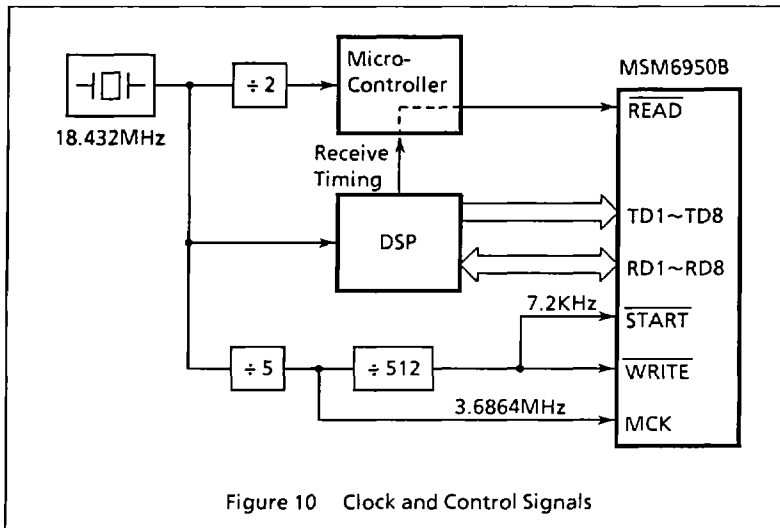 Micro-
Controller
MSM6950B
÷ 2
18.432MHz
READ
Receive
Timing
DSP
TD1~TD8
RD1~RD8
7.2KHz
START
÷ 5
÷ 512
WRITE
3.6864MHz
MCK
Figure 10 Clock and Control Signals